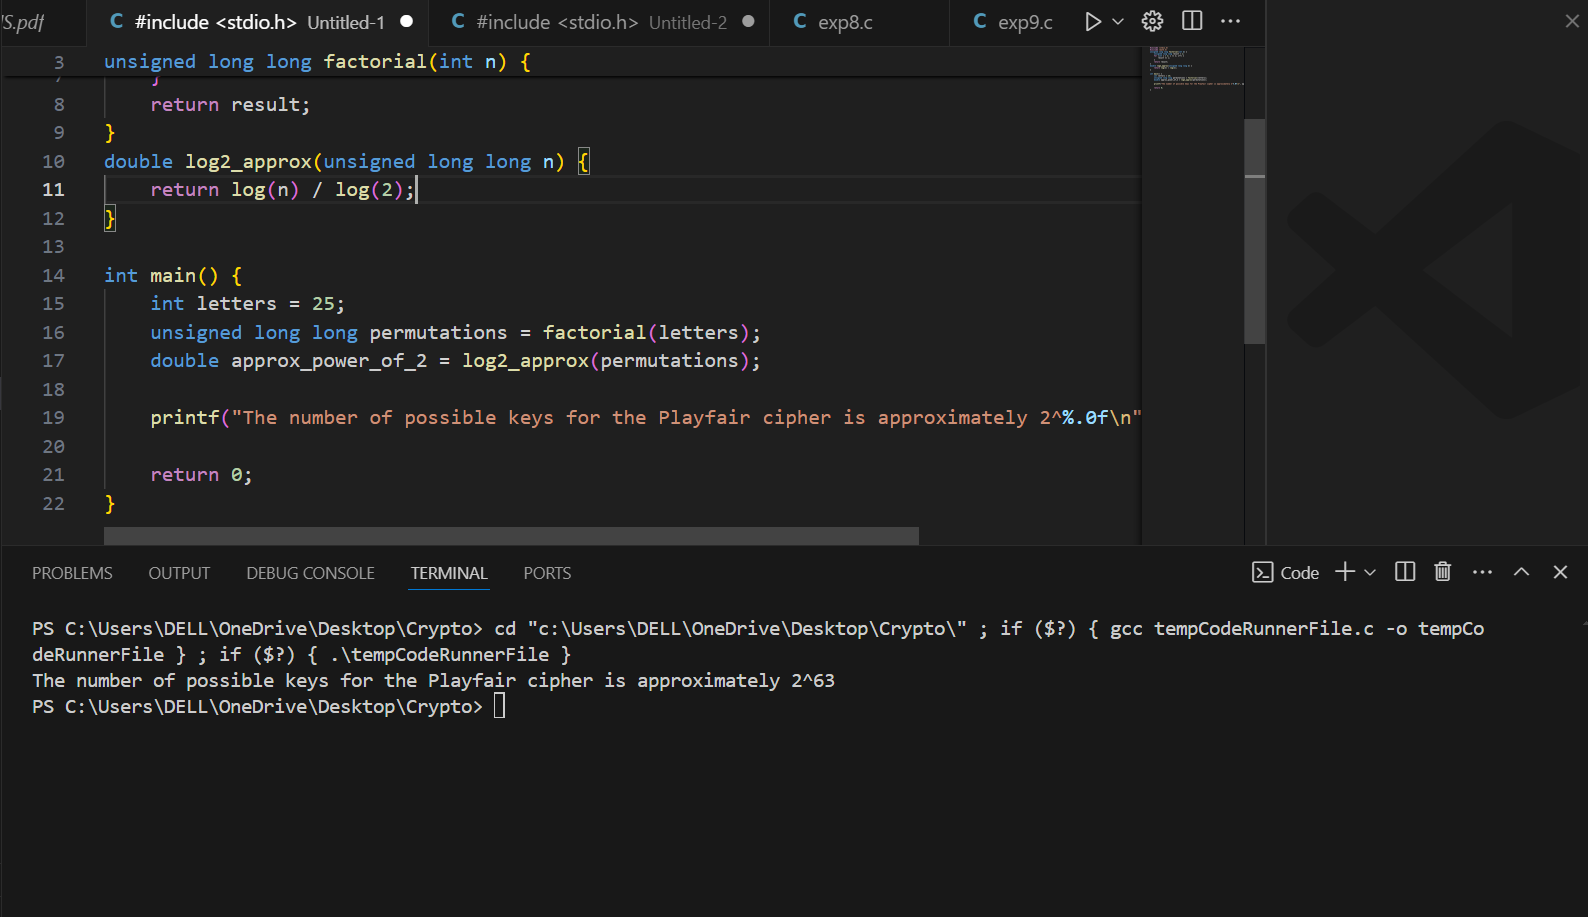 S.pdf
C #include <stdio.h> Untitled-1
C #include <stdio.h> Untitled-2
C exp8.c
C exp9.c
3 unsigned long long factorial(int n) {
7 }
8 return result;
9 }
10 double log2_approx(unsigned long long n) {
11 return log(n) / log(2);
12 }
13
14 int main() {
15 int letters = 25;
16 unsigned long long permutations = factorial(letters);
17 double approx_power_of_2 = log2_approx(permutations);
18
19 printf("The number of possible keys for the Playfair cipher is approximately 2^%.0f\n"
20
21 return 0;
22 }
PROBLEMS OUTPUT DEBUG CONSOLE TERMINAL PORTS
Code
PS C:\Users\DELL\OneDrive\Desktop\Crypto> cd "c:\Users\DELL\OneDrive\Desktop\Crypto\" ; if ($?) { gcc tempCodeRunnerFile.c -o tempCo
deRunnerFile } ; if ($?) { .\tempCodeRunnerFile }
The number of possible keys for the Playfair cipher is approximately 2^63
PS C:\Users\DELL\OneDrive\Desktop\Crypto>